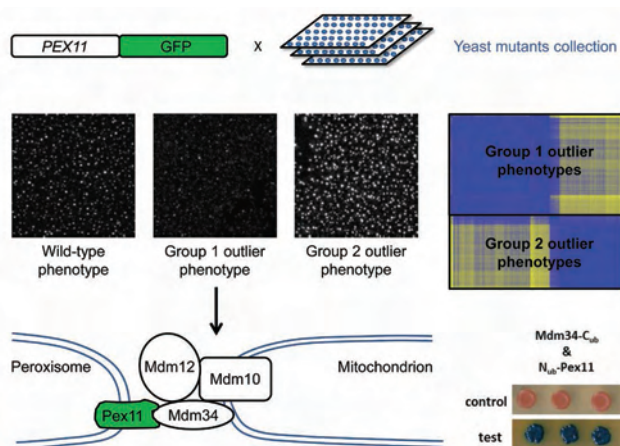 PEX11
GFP
x
Yeast mutants collection
Wild-type
phenotype
Group 1 outlier
phenotype
Group 2 outlier
phenotype
Group 1 outlier
phenotypes
Group 2 outlier
phenotypes
Peroxisome
Mdm12
Mdm10
Pex11
Mdm34
Mitochondrion
Mdm34-Cub
&
Nub-Pex11
control
test